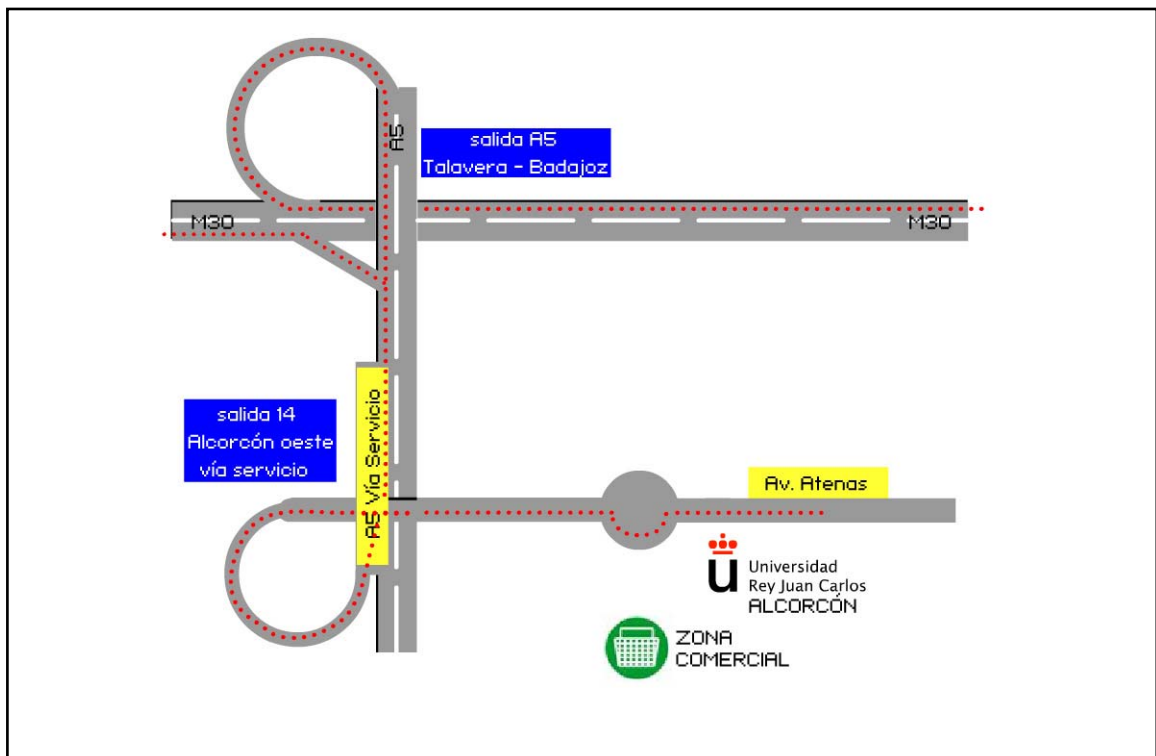 A5
salida A5
Talavera - Badajoz
M30
M30
salida 14
Alcorcón oeste
vía servicio
A5 Vía Servicio
Av. Atenas
u
Universidad
Rey Juan Carlos
ALCORCÓN
ZONA
COMERCIAL